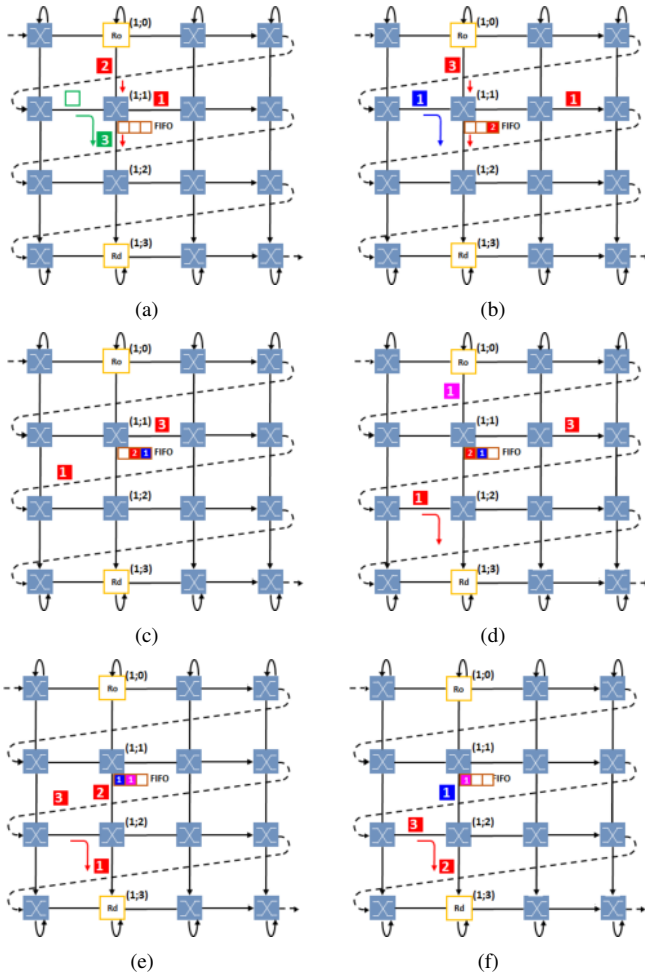 Ro (1;0)
2
(1;1) 1
3 FIFO
(1;2)
(1;3)
Rd
(a)
Ro (1;0)
3
1 (1;1) 1
2 FIFO
(1;2)
(1;3)
Rd
(b)
Ro (1;0)
(1;1) 3
2 1 FIFO
1
(1;2)
(1;3)
Rd
(c)
Ro (1;0)
1
(1;1) 3
2 1 FIFO
1 (1;2)
(1;3)
Rd
(d)
(1;0)
Ro
(1;1)
1 1 FIFO
3 2
(1;2)
1
(1;3)
Rd
(e)
(1;0)
Ro
(1;1)
1 FIFO
1
3 (1;2)
2
(1;3)
Rd
(f)